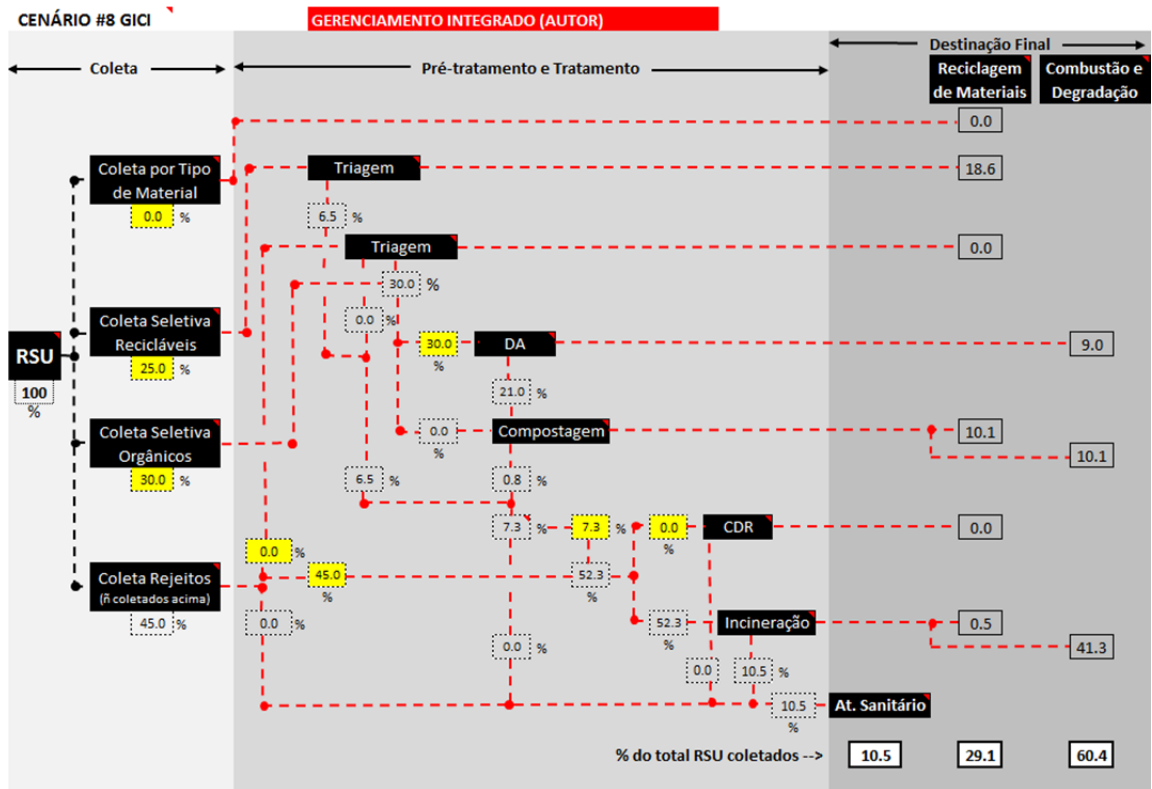 CENÁRIO #8 GICI
GERENCIAMENTO INTEGRADO (AUTOR)
Destinação Final
Coleta
Pré-tratamento e Tratamento
Reciclagem
de Materiais
Combustão e
Degradação
0.0
Coleta por Tipo
de Material
0.0 %
Triagem
18.6
6.5 %
Triagem
0.0
30.0 %
0.0 %
Coleta Seletiva
Recicláveis
25.0 %
RSU
100
%
30.0
%
DA
9.0
21.0 %
Coleta Seletiva
Orgânicos
30.0 %
0.0
%
Compostagem
10.1
10.1
6.5 %
0.8 %
7.3 %
7.3 %
0.0
%
CDR
0.0
0.0 %
Coleta Rejeitos
(ñ coletados acima)
45.0 %
45.0
%
52.3
%
0.0 %
52.3
%
Incineração
0.5
41.3
0.0 %
0.0
10.5 %
10.5
%
At. Sanitário
% do total RSU coletados -->
10.5
29.1
60.4